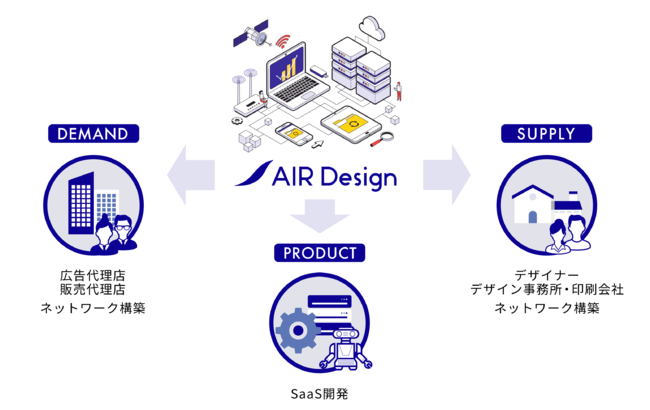 DEMAND
SUPPLY
AIR Design
PRODUCT
広告代理店
販売代理店
ネットワーク構築
デザイナー
デザイン事務所・印刷会社
ネットワーク構築
SaaS開発